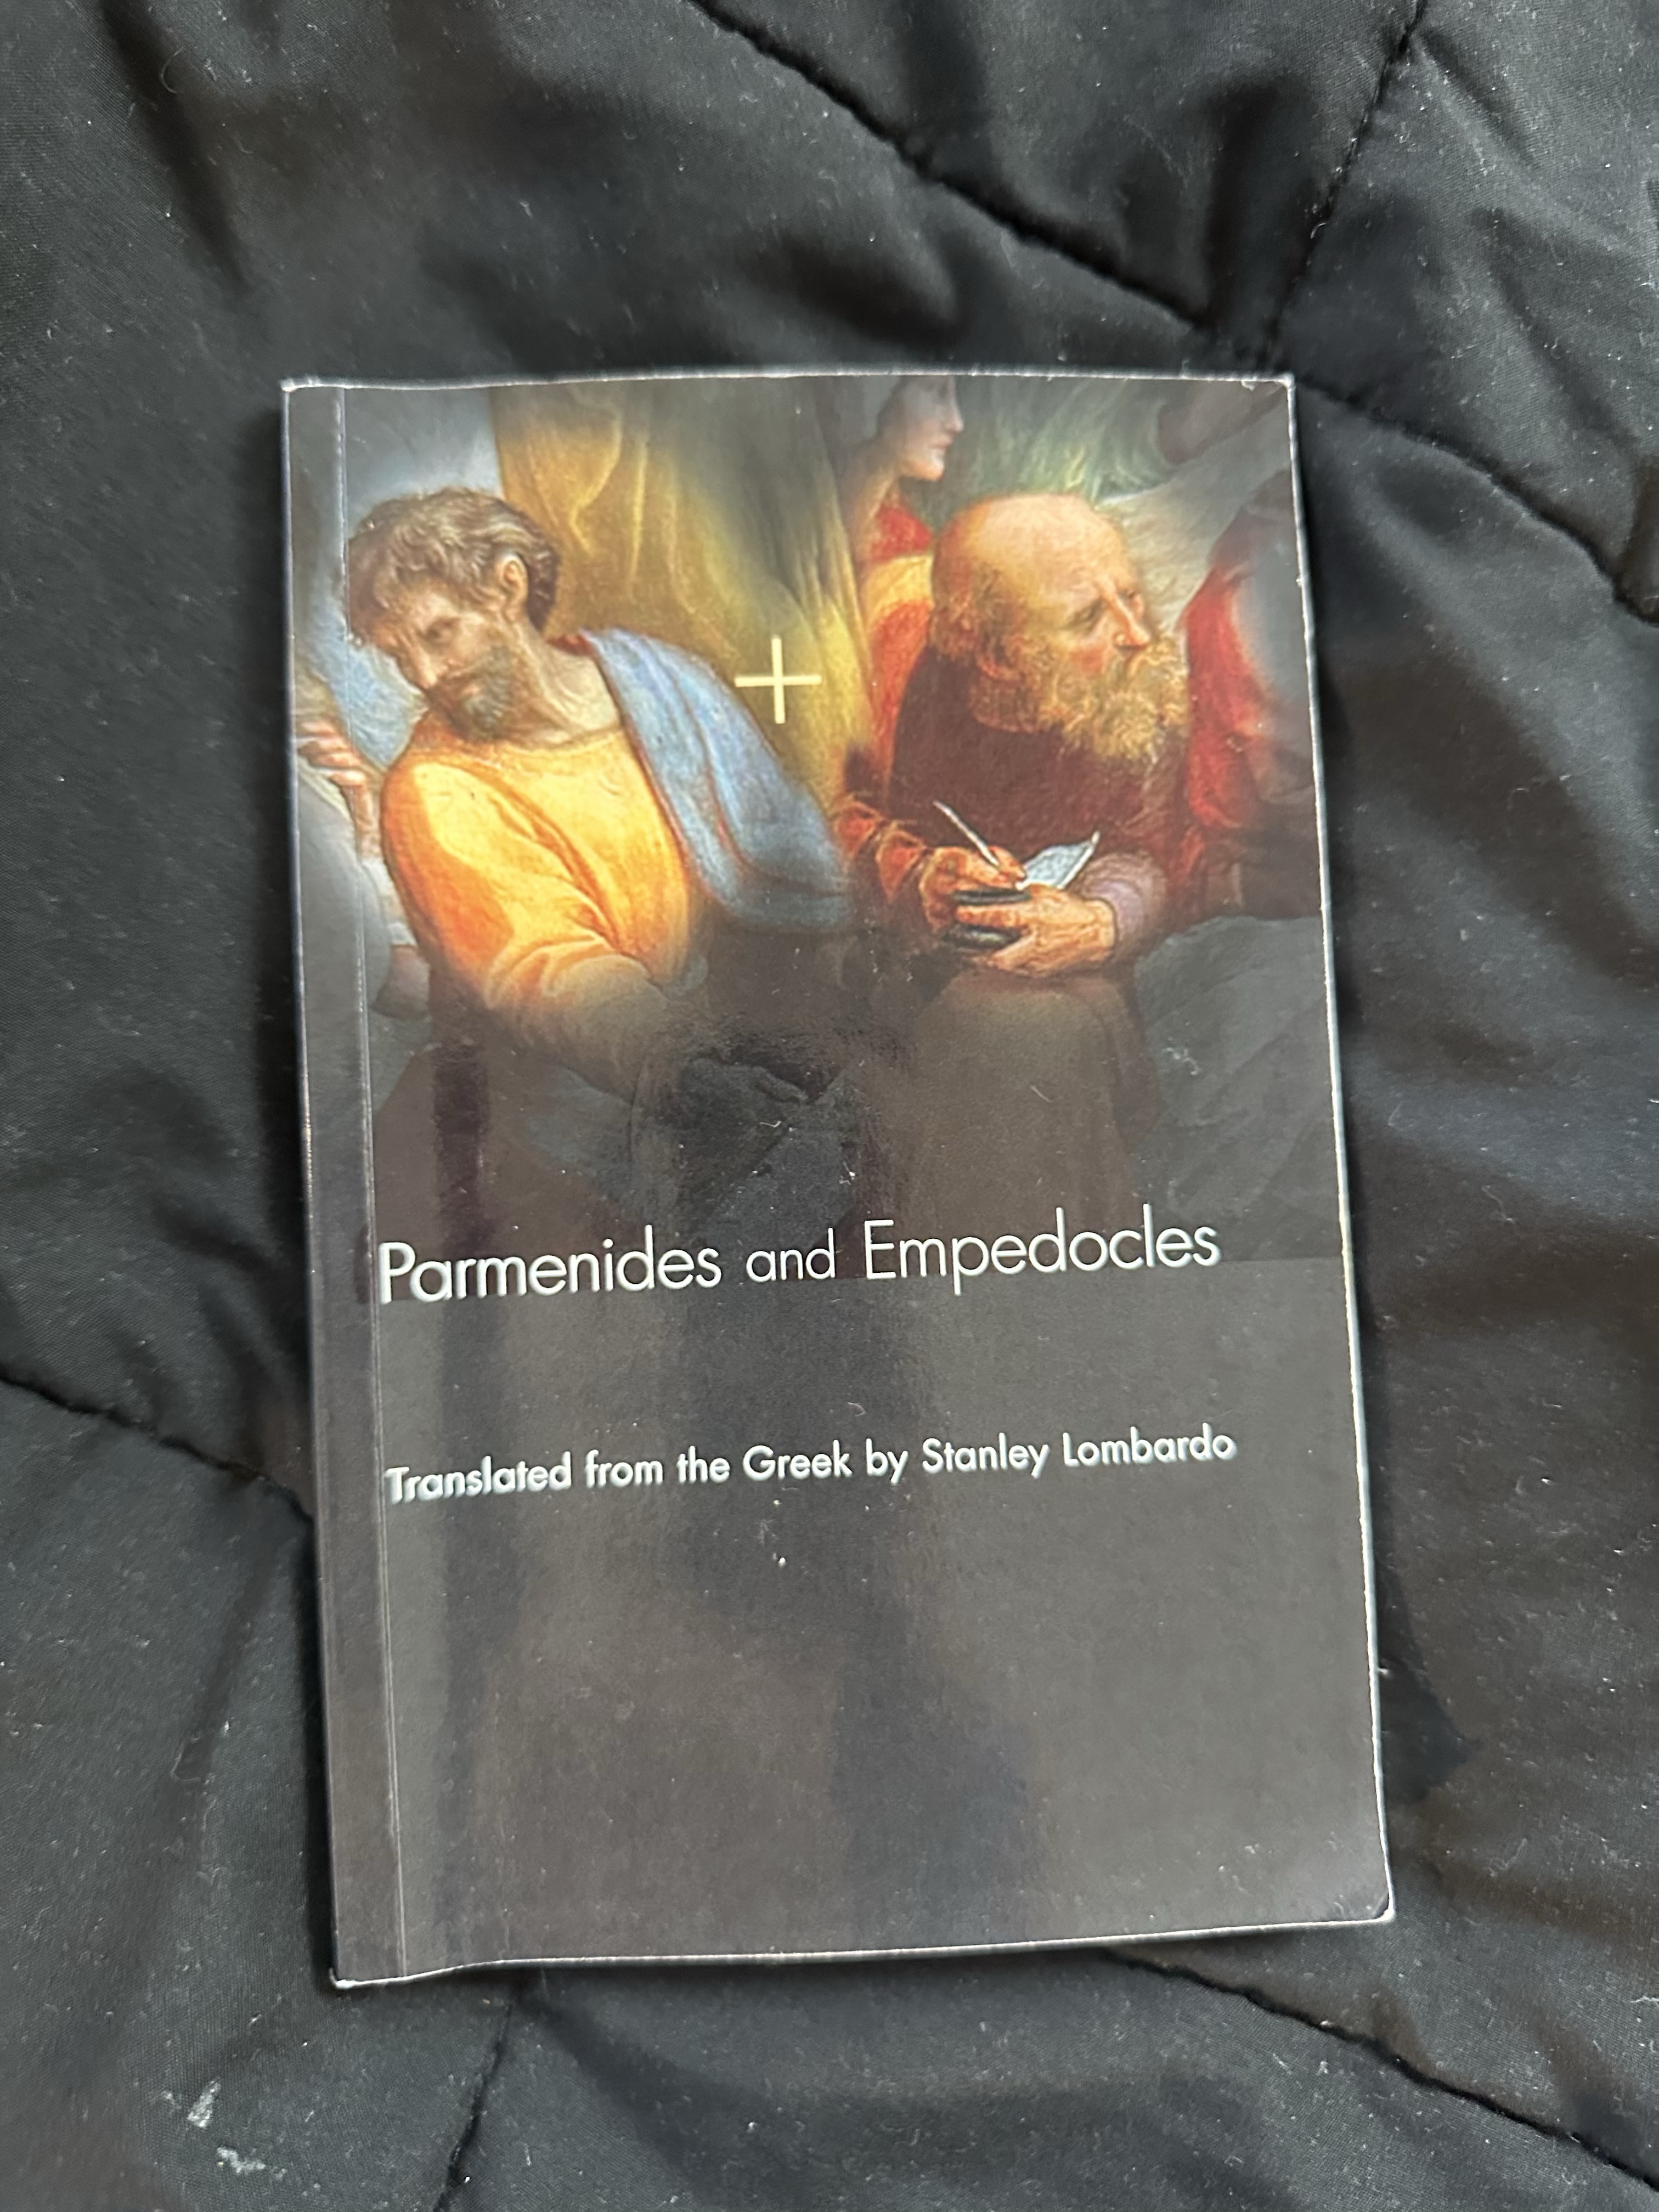 Parmenides and Empedocles
Translated from the Greek by Stanley Lombardo